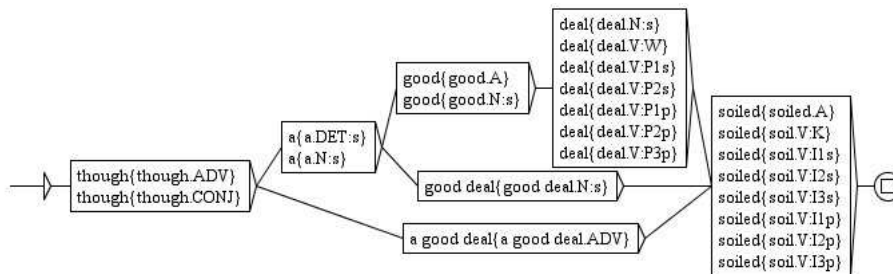 though{though.ADV}
though{though.CONJ}
a{a.DET:s}
a{a.N:s}
good{good.A}
good{good.N:s}
deal{deal.N:s}
deal{deal.V:W}
deal{deal.V:P1s}
deal{deal.V:P2s}
deal{deal.V:P1p}
deal{deal.V:P2p}
deal{deal.V:P3p}
good deal{good deal.N:s}
a good deal{a good deal.ADV}
soiled{soiled.A}
soiled{soil.V:K}
soiled{soil.V:I1s}
soiled{soil.V:I2s}
soiled{soil.V:I3s}
soiled{soil.V:I1p}
soiled{soil.V:I2p}
soiled{soil.V:I3p}